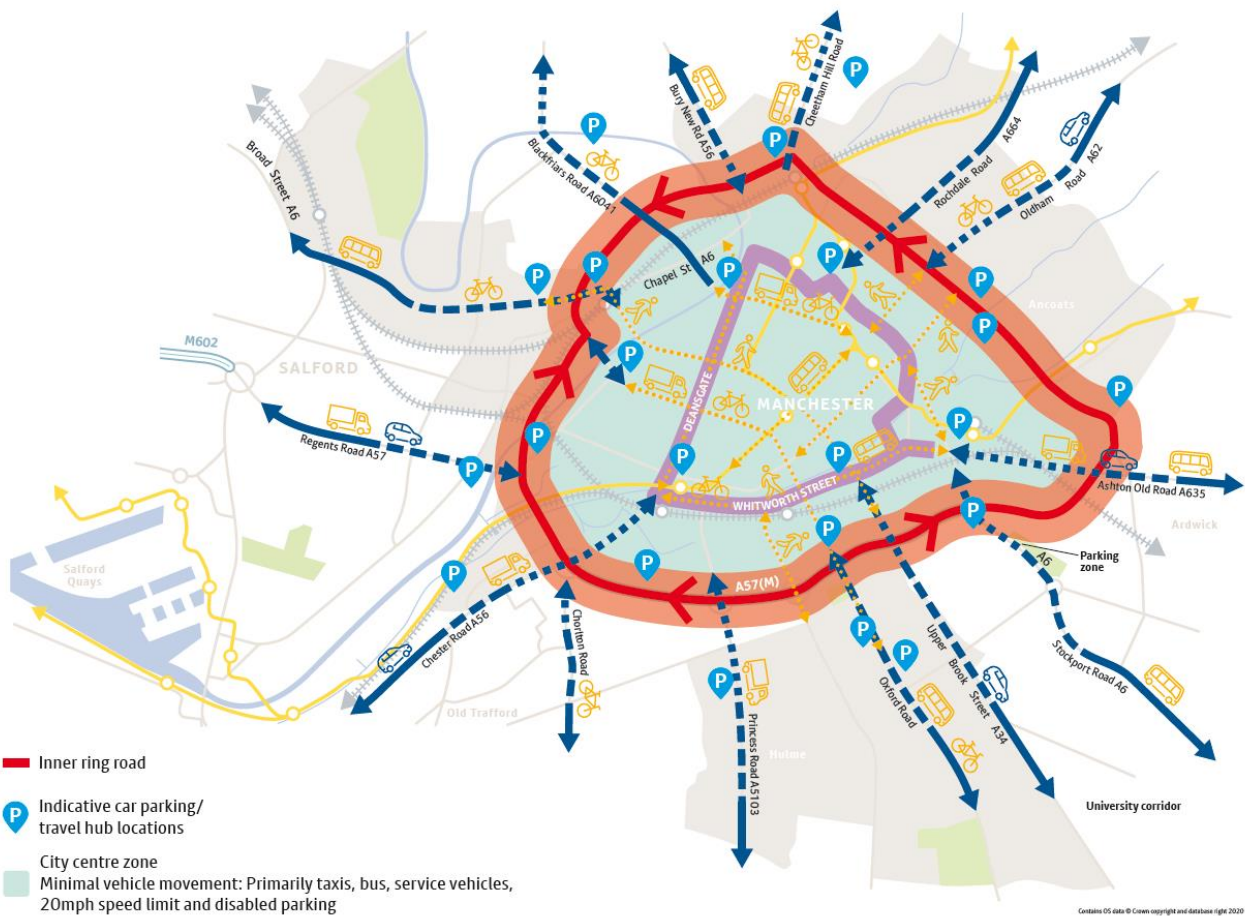 Cheetham Hill Road
P
Bury New Rd A56
A664
Rochdale Road
A62
Oldham
Road
P
P
Blackfriars Road A6041
Broad Street A6
P
P
Chapel St A6
P
P
P
P
Ancoats
M602
SALFORD
P
DEANSGATE
MANCHESTER
P
Regents Road A57
P
P
P
P
P
WHITWORTH STREET
Ashton Old Road A635
P
Ardwick
P
Parking
zone
A6
Salford
Quays
P
P
A57(M)
Chester Road A56
Chorlton Road
P
P
Upper
Brook
Street
A34
Oxford Road
Stockport Road A6
P
Princess Road A5103
Old Trafford
Hulme
Inner ring road
P
Indicative car parking/
travel hub locations
University corridor
City centre zone
Minimal vehicle movement: Primarily taxis, bus, service vehicles,
20mph speed limit and disabled parking
Contains OS data © Crown copyright and database right 2020